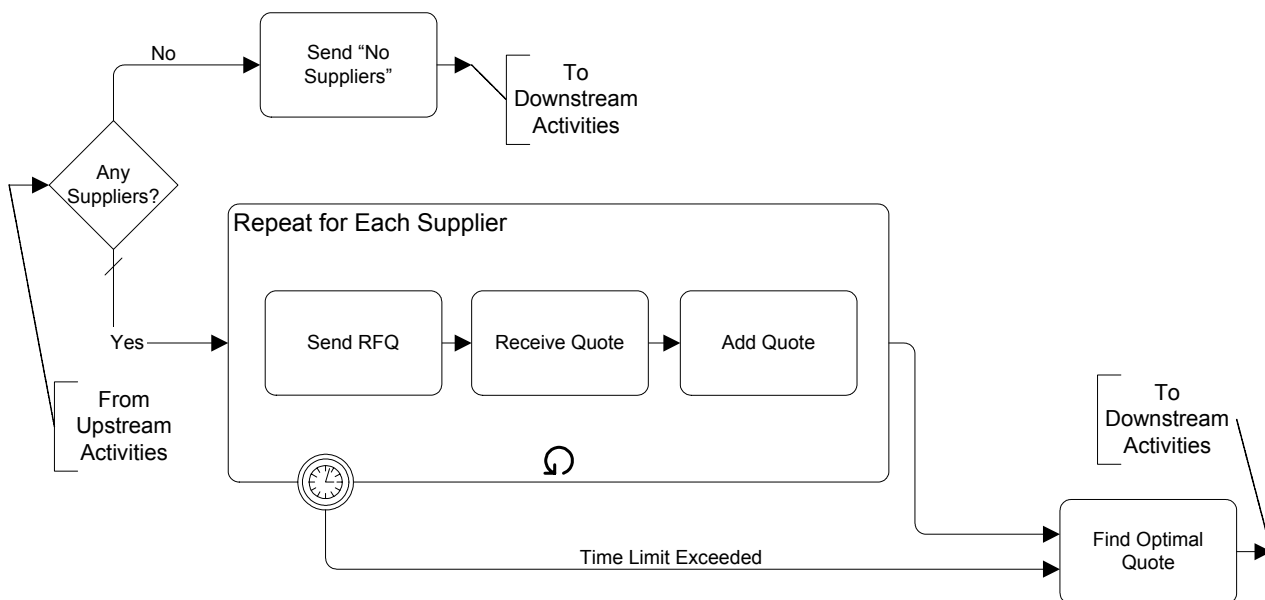 No
Send “No
Suppliers”
To
Downstream
Activities
Any
Suppliers?
Repeat for Each Supplier
Send RFQ
Receive Quote
Add Quote
Yes
From
Upstream
Activities
To
Downstream
Activities
Time Limit Exceeded
Find Optimal
Quote